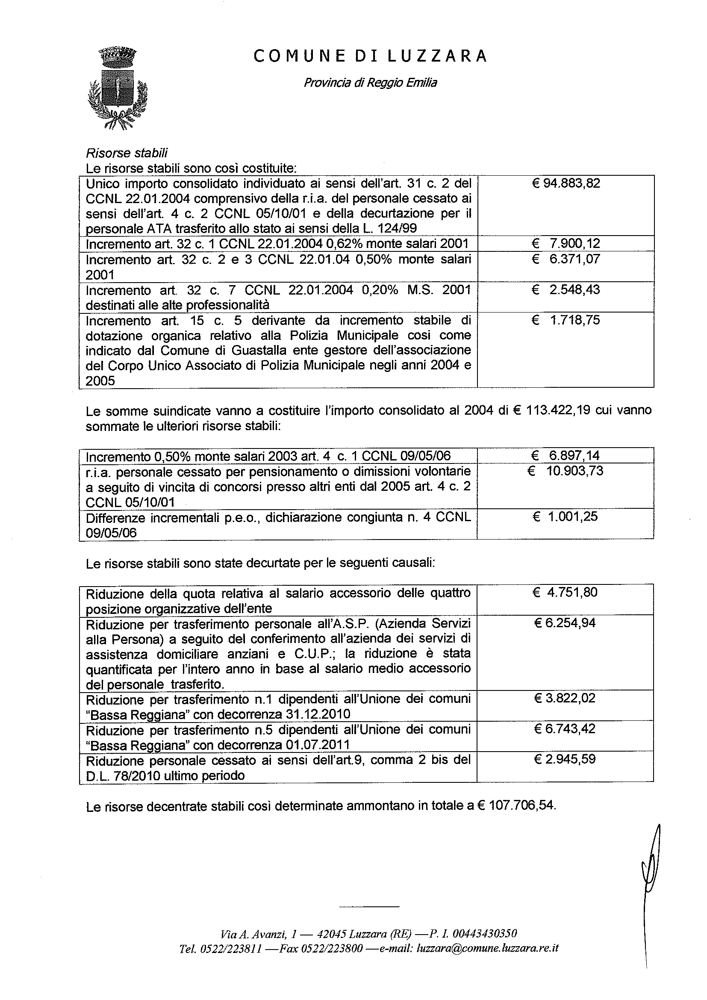 COMUNE DI LUZZARA
Provincia di Reggio Emilia
Risorse stabili
Le risorse stabili sono così costituite:
Unico importo consolidato individuato ai sensi dell'art. 31 c. 2 del € 94.883,82
CCNL 22.01.2004 comprensivo della r.i.a. del personale cessato ai
sensi dell'art. 4 c. 2 CCNL 05/10/01 e della decurtazione per il
personale ATA trasferito allo stato ai sensi della L. 124/99
Incremento art. 32 c. 1 CCNL 22.01.2004 0,62% monte salari 2001 € 7.900,12
Incremento art. 32 c. 2 e 3 CCNL 22.01.04 0,50% monte salari € 6.371,07
2001
Incremento art. 32 c. 7 CCNL 22.01.2004 0,20% M.S. 2001 € 2.548,43
destinati alle alte professionalità
Incremento art. 15 c. 5 derivante da incremento stabile di € 1.718,75
dotazione organica relativo alla Polizia Municipale cosi come
indicato dal Comune di Guastalla ente gestore dell'associazione
del Corpo Unico Associato di Polizia Municipale negli anni 2004 e
2005
Le somme suindicate vanno a costituire l'importo consolidato al 2004 di € 113.422,19 cui vanno
sommate le ulteriori risorse stabili:
Incremento 0,50% monte salari 2003 art. 4 c. 1 CCNL 09/05/06 € 6.897,14
r.i.a. personale cessato per pensionamento o dimissioni volontarie € 10.903,73
a seguito di vincita di concorsi presso altri enti dal 2005 art. 4 c. 2
CCNL 05/10/01
Differenze incrementali p.e.o., dichiarazione congiunta n. 4 CCNL € 1.001,25
09/05/06
Le risorse stabili sono state decurtate per le seguenti causali:
Riduzione della quota relativa al salario accessorio delle quattro € 4.751,80
posizione organizzative dell'ente
Riduzione per trasferimento personale all'A.S.P. (Azienda Servizi € 6.254,94
alla Persona) a seguito del conferimento all'azienda dei servizi di
assistenza domiciliare anziani e C.U.P.; la riduzione è stata
quantificata per l'intero anno in base al salario medio accessorio
del personale trasferito.
Riduzione per trasferimento n.1 dipendenti all'Unione dei comuni € 3.822,02
“Bassa Reggiana” con decorrenza 31.12.2010
Riduzione per trasferimento n.5 dipendenti all'Unione dei comuni € 6.743,42
“Bassa Reggiana” con decorrenza 01.07.2011
Riduzione personale cessato ai sensi dell'art.9, comma 2 bis del € 2.945,59
D.L. 78/2010 ultimo periodo
Le risorse decentrate stabili così determinate ammontano in totale a € 107.706,54.
Via A. Avanzi, 1 — 42045 Luzzara (RE) —P. I. 00443430350
Tel. 0522/223811 —Fax 0522/223800 —e-mail: luzzara@comune.luzzara.re.it